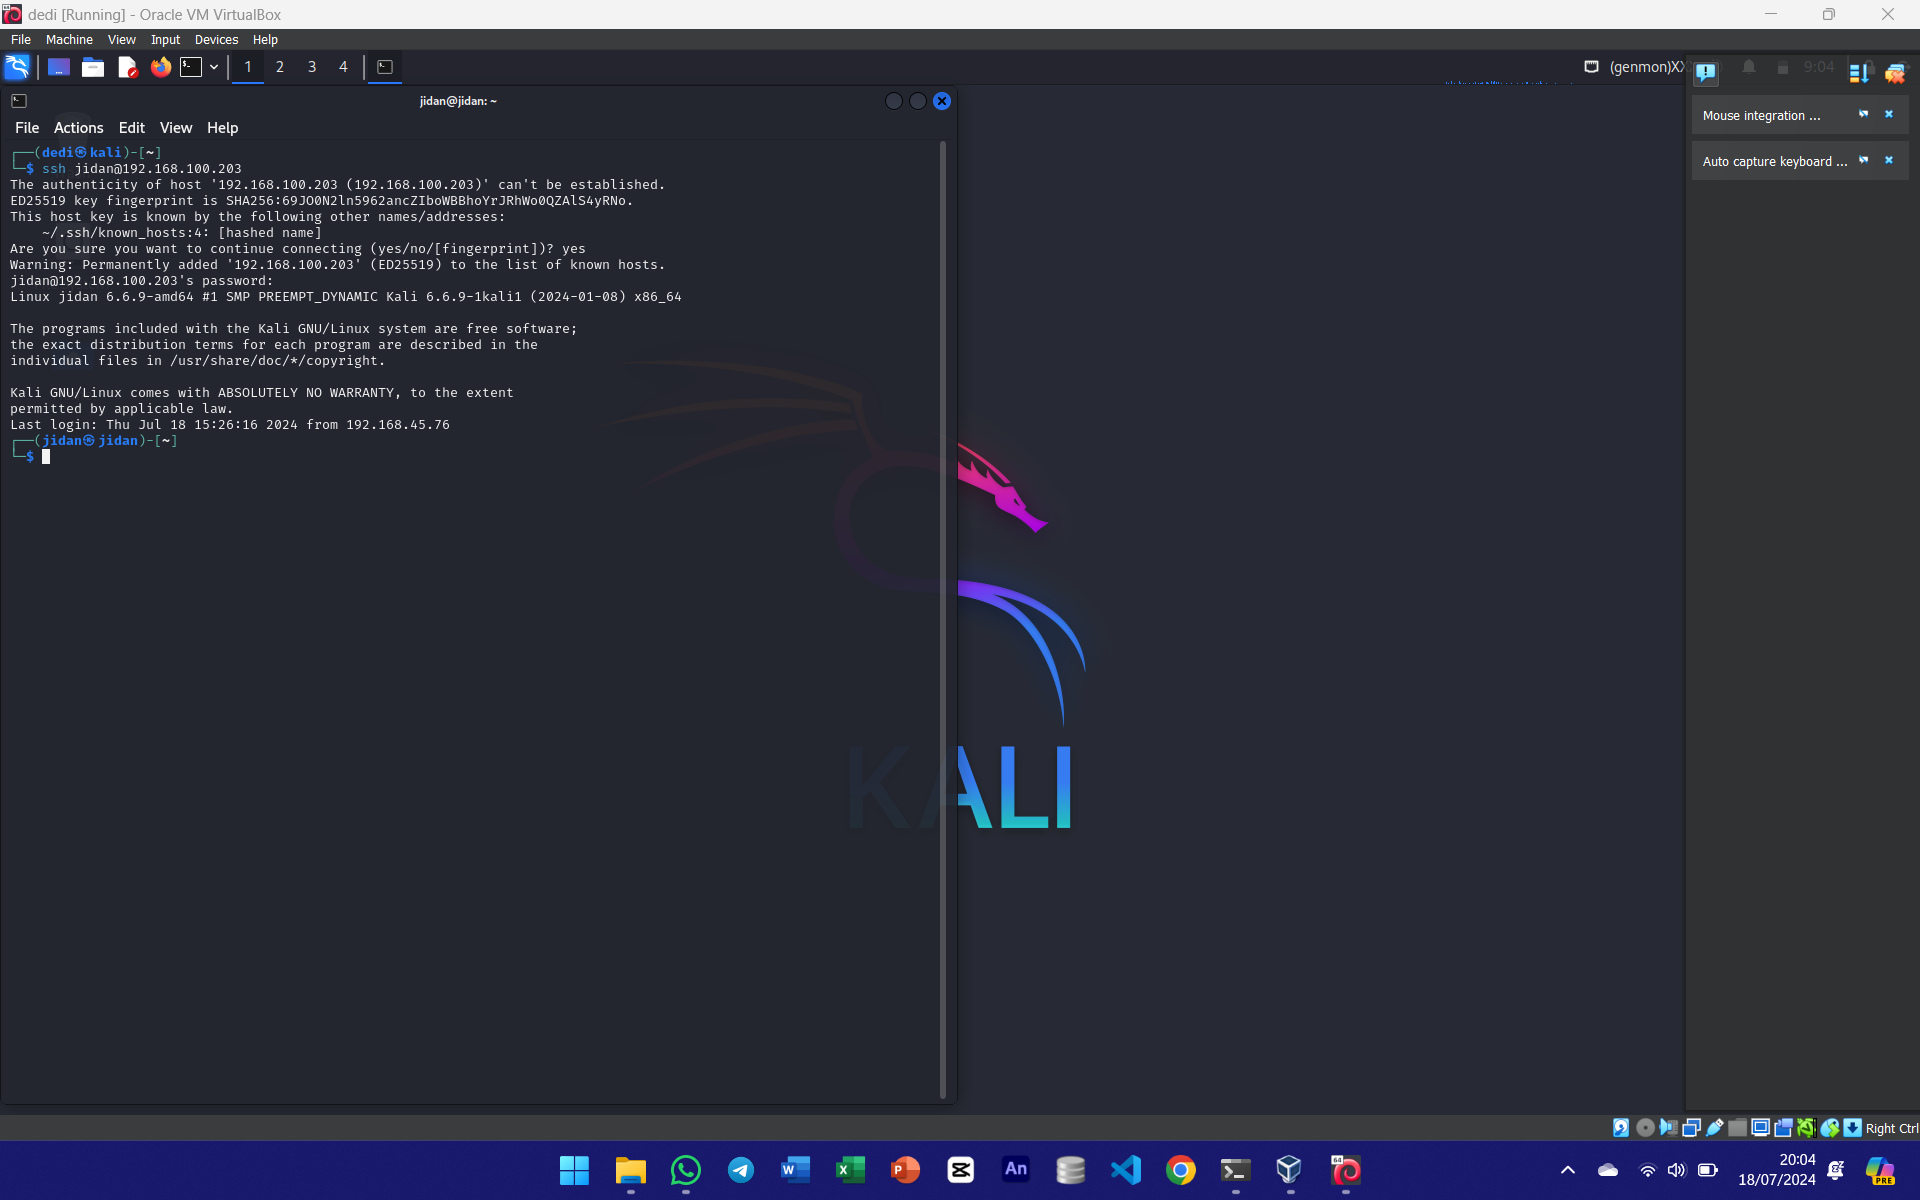 dedi [Running] - Oracle VM VirtualBox
File Machine View Input Devices Help
1 2 3 4
(genmon)XX
9:04
Mouse integration ...
Auto capture keyboard ...
jidan@jidan: ~
File Actions Edit View Help
┌──(dedi㉿kali)-[~]
└─$ ssh jidan@192.168.100.203
The authenticity of host '192.168.100.203 (192.168.100.203)' can't be established.
ED25519 key fingerprint is SHA256:69JO0N2ln5962ancZIboWBBhoYrJRhWo0QZAlS4yRNo.
This host key is known by the following other names/addresses:
    ~/.ssh/known_hosts:4: [hashed name]
Are you sure you want to continue connecting (yes/no/[fingerprint])? yes
Warning: Permanently added '192.168.100.203' (ED25519) to the list of known hosts.
jidan@192.168.100.203's password:
Linux jidan 6.6.9-amd64 #1 SMP PREEMPT_DYNAMIC Kali 6.6.9-1kali1 (2024-01-08) x86_64
The programs included with the Kali GNU/Linux system are free software;
the exact distribution terms for each program are described in the
individual files in /usr/share/doc/*/copyright.
Kali GNU/Linux comes with ABSOLUTELY NO WARRANTY, to the extent
permitted by applicable law.
Last login: Thu Jul 18 15:26:16 2024 from 192.168.45.76
┌──(jidan㉿jidan)-[~]
└─$
KALI
Right Ctrl
An
20:04
18/07/2024
PRE